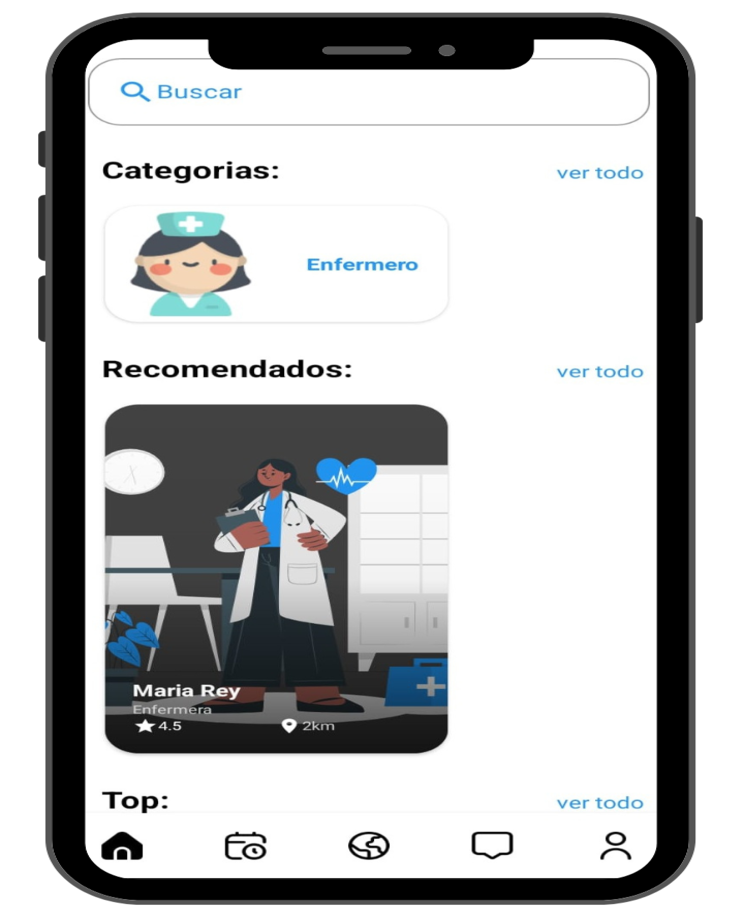 Buscar
Categorias:
ver todo
Enfermero
Recomendados:
ver todo
Maria Rey
Enfermera
4.5
2km
Top:
ver todo